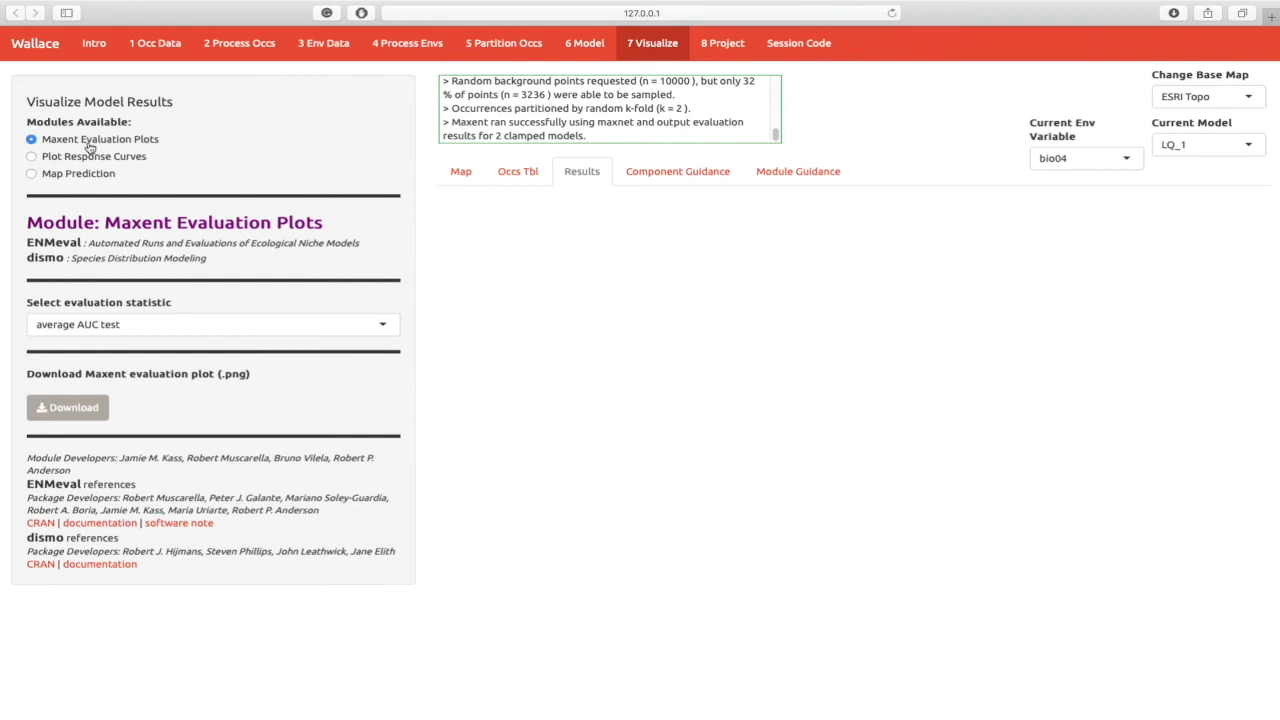 127.0.0.1
Wallace Intro 1 Occ Data 2 Process Occs 3 Env Data 4 Process Envs 5 Partition Occs 6 Model 7 Visualize 8 Project Session Code
Visualize Model Results
Modules Available:
Maxent Evaluation Plots
Plot Response Curves
Map Prediction
Module: Maxent Evaluation Plots
ENMeval : Automated Runs and Evaluations of Ecological Niche Models
dismo : Species Distribution Modeling
Select evaluation statistic
average AUC test
Download Maxent evaluation plot (.png)
Download
Module Developers: Jamie M. Kass, Robert Muscarella, Bruno Vilela, Robert P.
Anderson
ENMeval references
Package Developers: Robert Muscarella, Peter J. Galante, Mariano Soley-Guardia,
Robert A. Boria, Jamie M. Kass, Maria Uriarte, Robert P. Anderson
CRAN | documentation | software note
dismo references
Package Developers: Robert J. Hijmans, Steven Phillips, John Leathwick, Jane Elith
CRAN | documentation
> Random background points requested (n = 10000 ), but only 32
% of points (n = 3236 ) were able to be sampled.
> Occurrences partitioned by random k-fold (k = 2 ).
> Maxent ran successfully using maxnet and output evaluation
results for 2 clamped models.
Map Occs Tbl Results Component Guidance Module Guidance
Current Env
Variable
bio04
Change Base Map
ESRI Topo
Current Model
LQ_1